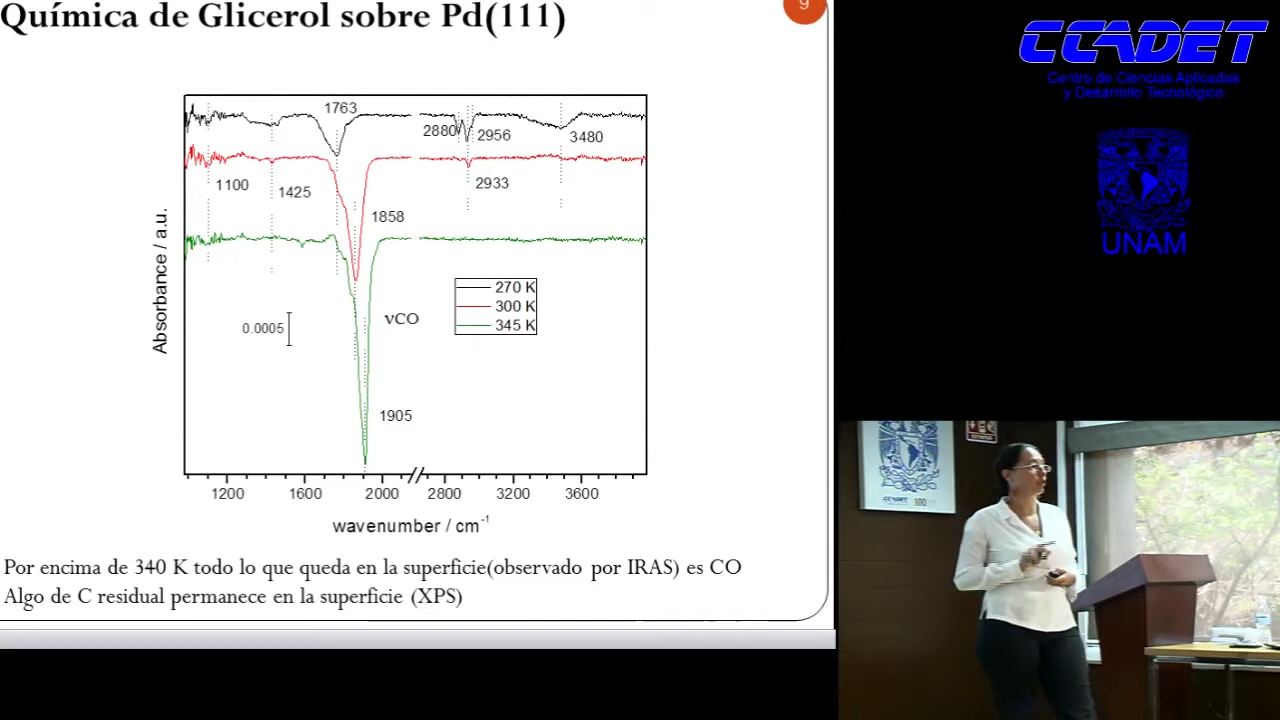 Química de Glicerol sobre Pd(111)
9
1763
2880
2956
3480
1100
1425
2933
1858
270 K
300 K
345 K
0.0005
νCO
1905
Absorbance / a.u.
1200
1600
2000
2800
3200
3600
wavenumber / cm-1
Por encima de 340 K todo lo que queda en la superficie(observado por IRAS) es CO
Algo de C residual permanece en la superficie (XPS)
CCADET
Centro de Ciencias Aplicadas
y Desarrollo Tecnológico
UNAM
CCADET
100